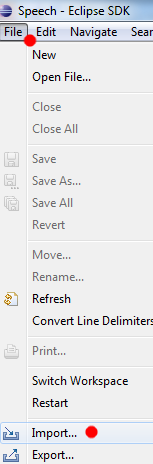 Speech - Eclipse SDK
File Edit Navigate Sear
New
Open File...
Close
Close All
Save
Save As...
Save All
Revert
Move...
Rename...
Refresh
Convert Line Delimiters
Print...
Switch Workspace
Restart
Import...
Export...